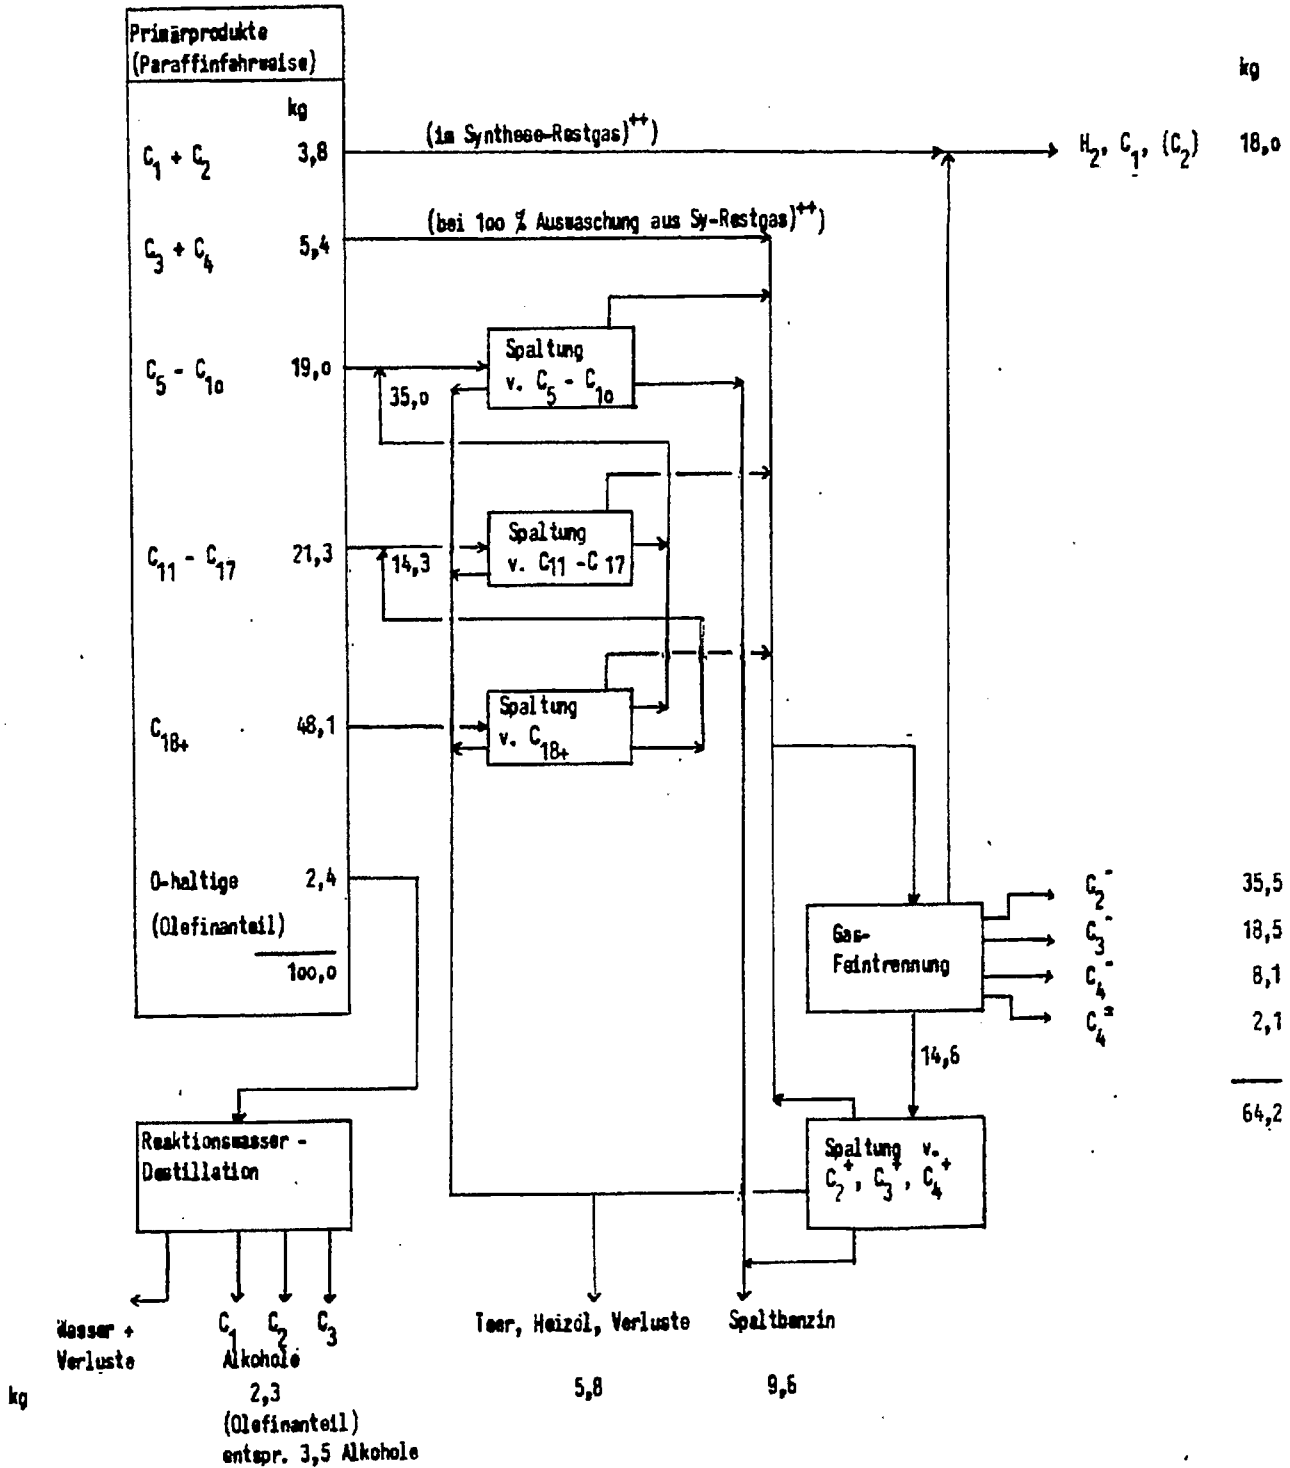 Primärprodukte
(Paraffinfahrweise)
kg
kg
C1 + C2 3,8
(im Synthese-Restgas)++)
H2, C1, (C2) 18,o
(bei 1oo % Auswaschung aus Sy-Restgas)++)
C3 + C4 5,4
C5 - C1o 19,o
35,o
Spaltung
v. C5 - C1o
C11 - C17 21,3
14,3
Spaltung
v. C11 - C17
C18+ 48,1
Spaltung
v. C18+
O-haltige 2,4
(Olefinanteil)
1oo,o
Gas-
Feintrennung
C2- 35,5
C3- 18,5
C4- 8,1
C4= 2,1
64,2
14,6
Spaltung v.
C2+, C3+, C4+
Reaktionswasser -
Destillation
Wasser +
Verluste
C1 C2 C3
Alkohole
Teer, Heizöl, Verluste
Spaltbenzin
kg
2,3
5,8
9,6
(Olefinanteil)
entspr. 3,5 Alkohole